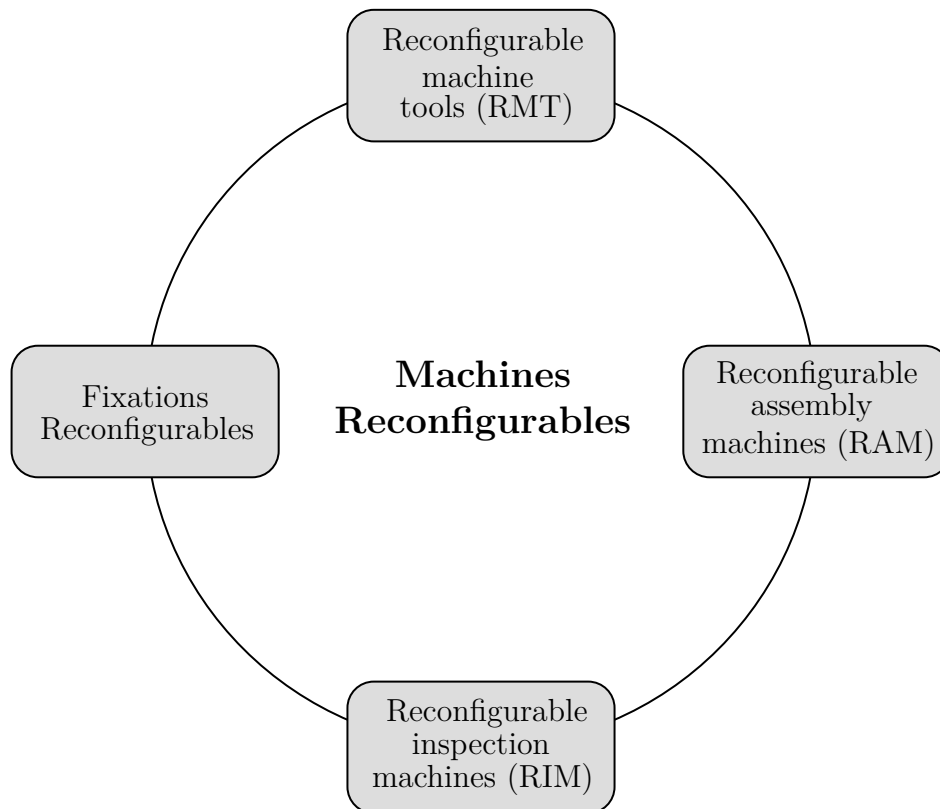 Reconfigurable
machine
tools (RMT)
Fixations
Reconfigurables
Machines
Reconfigurables
Reconfigurable
assembly
machines (RAM)
Reconfigurable
inspection
machines (RIM)